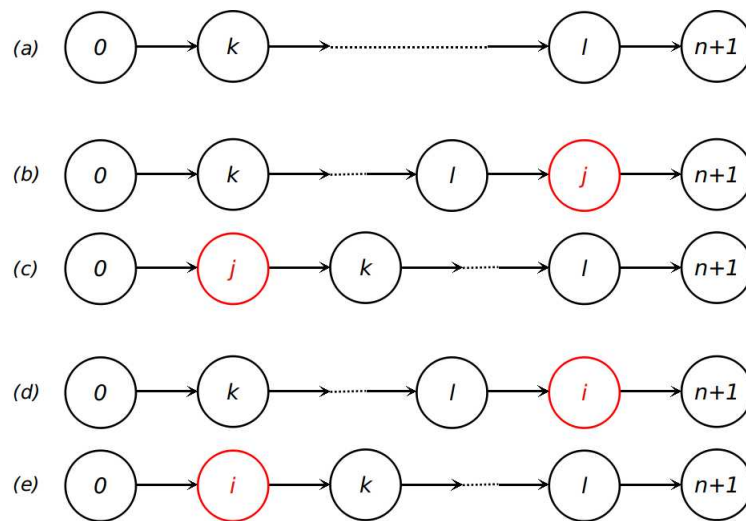 (a) 0 k l n+1
(b) 0 k l j n+1
(c) 0 j k l n+1
(d) 0 k l i n+1
(e) 0 i k l n+1